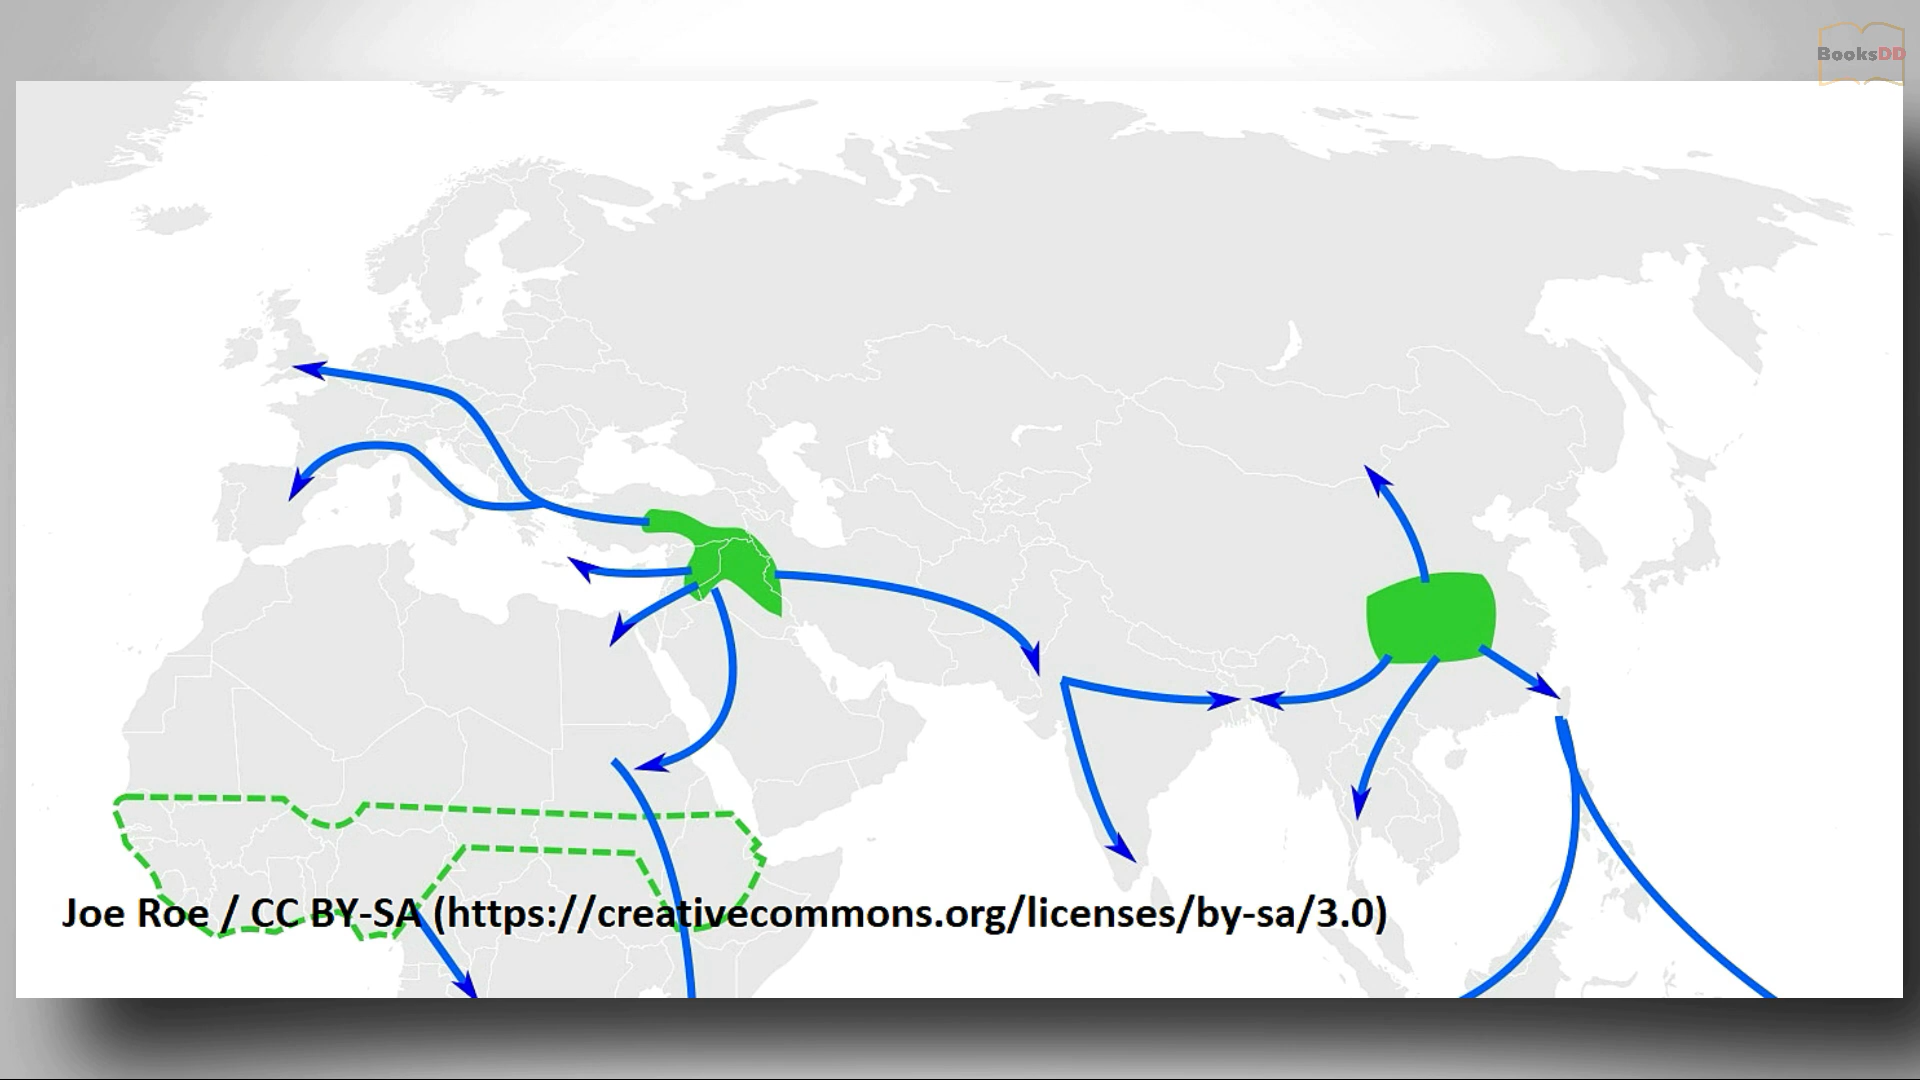 BooksDD
Joe Roe / CC BY-SA (https://creativecommons.org/licenses/by-sa/3.0)